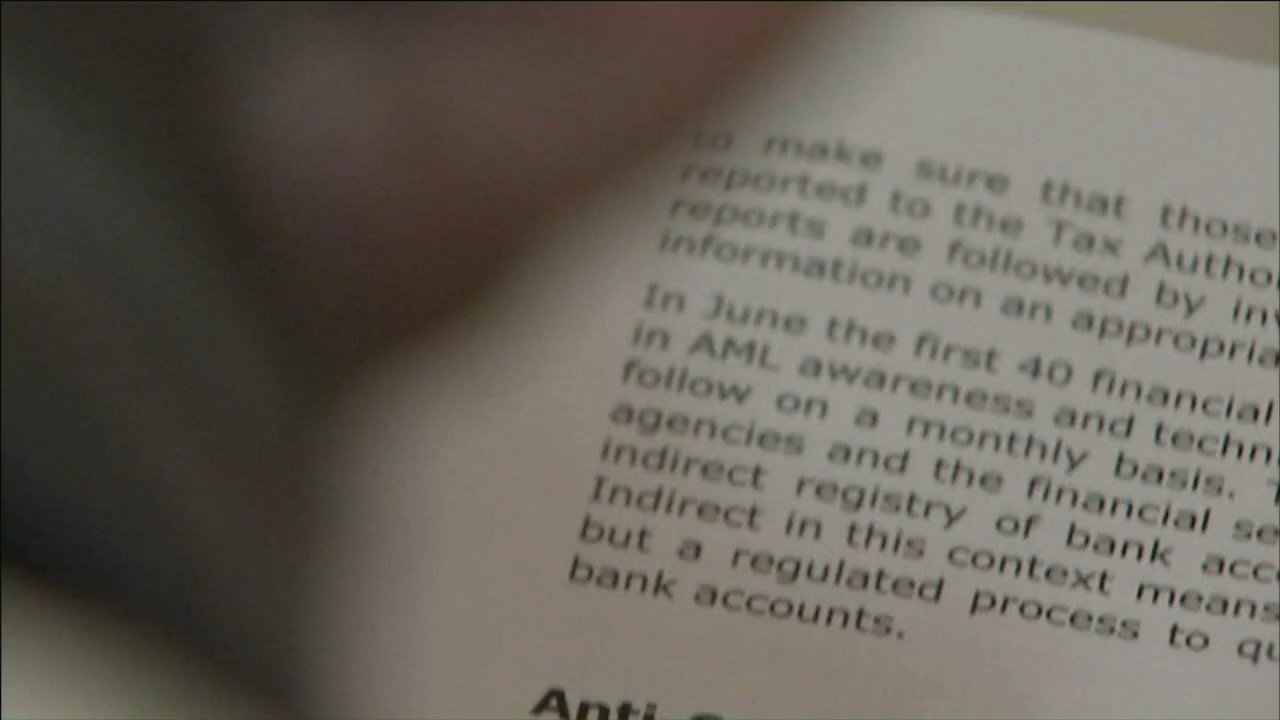 to make sure that those
reported to the Tax Autho
reports are followed by inv
information on an appropria
In June the first 40 financial
in AML awareness and techn
follow on a monthly basis. T
agencies and the financial se
indirect registry of bank acc
Indirect in this context means
but a regulated process to qu
bank accounts.
Anti-